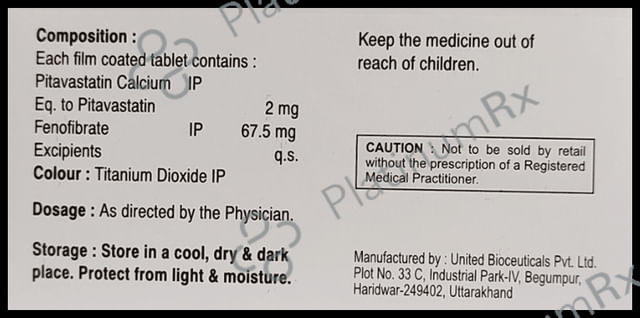 Composition :
Each film coated tablet contains :
Pitavastatin Calcium IP
Eq. to Pitavastatin 2 mg
Fenofibrate IP 67.5 mg
Excipients q.s.
Colour : Titanium Dioxide IP
Dosage : As directed by the Physician.
Storage : Store in a cool, dry & dark
place. Protect from light & moisture.
Keep the medicine out of
reach of children.
CAUTION : Not to be sold by retail
without the prescription of a Registered
Medical Practitioner.
Manufactured by : United Bioceuticals Pvt. Ltd.
Plot No. 33 C, Industrial Park-IV, Begumpur,
Haridwar-249402, Uttarakhand
PlatinumRx
PlatinumRx
PlatinumRx